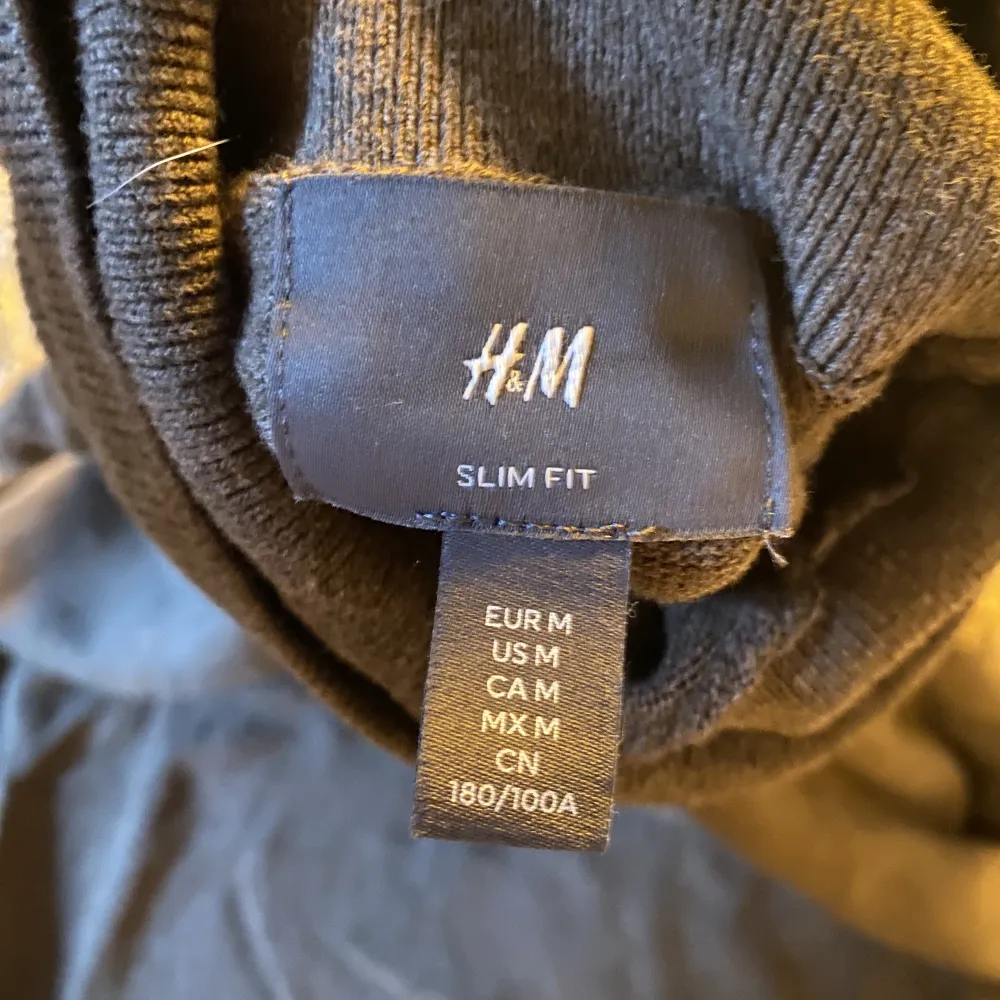 H&M
SLIM FIT
EUR M
US M
CA M
MX M
CN
180/100A